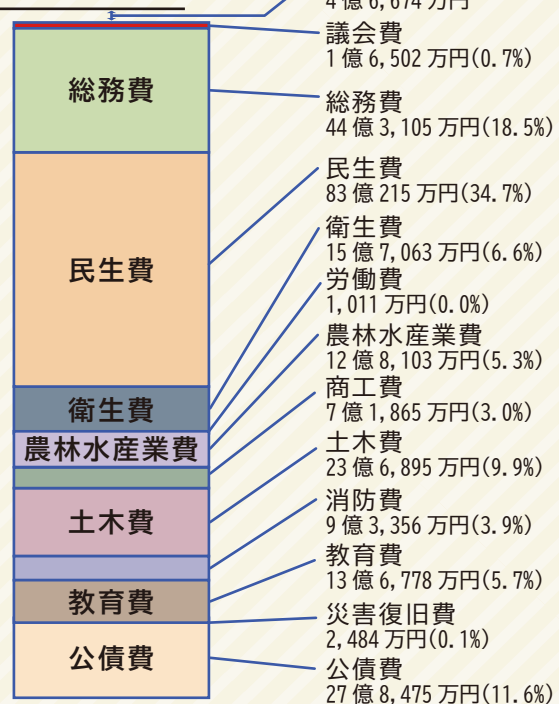 4億6,674万円
議会費
1億6,502万円(0.7%)
総務費
44億3,105万円(18.5%)
民生費
83億215万円(34.7%)
衛生費
15億7,063万円(6.6%)
労働費
1,011万円(0.0%)
農林水産業費
12億8,103万円(5.3%)
商工費
7億1,865万円(3.0%)
土木費
23億6,895万円(9.9%)
消防費
9億3,356万円(3.9%)
教育費
13億6,778万円(5.7%)
災害復旧費
2,484万円(0.1%)
公債費
27億8,475万円(11.6%)
総務費
民生費
衛生費
農林水産業費
土木費
教育費
公債費